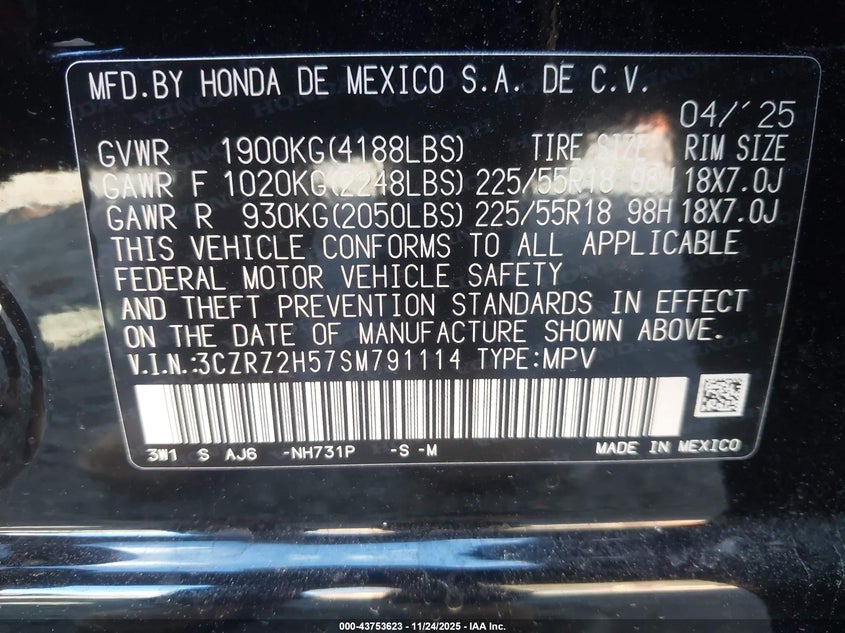 MFD.BY HONDA DE MEXICO S.A. DE C.V.
04/'25
GVWR 1900KG(4188LBS) TIRE SIZE RIM SIZE
GAWR F 1020KG(2248LBS) 225/55R18 98H 18X7.0J
GAWR R 930KG(2050LBS) 225/55R18 98H 18X7.0J
THIS VEHICLE CONFORMS TO ALL APPLICABLE
FEDERAL MOTOR VEHICLE SAFETY
AND THEFT PREVENTION STANDARDS IN EFFECT
ON THE DATE OF MANUFACTURE SHOWN ABOVE.
V.I.N.:3CZRZ2H57SM791114 TYPE:MPV
3W1 S AJ6 -NH731P -S -M MADE IN MEXICO
000-43753623 - 11/24/2025 - IAA Inc.